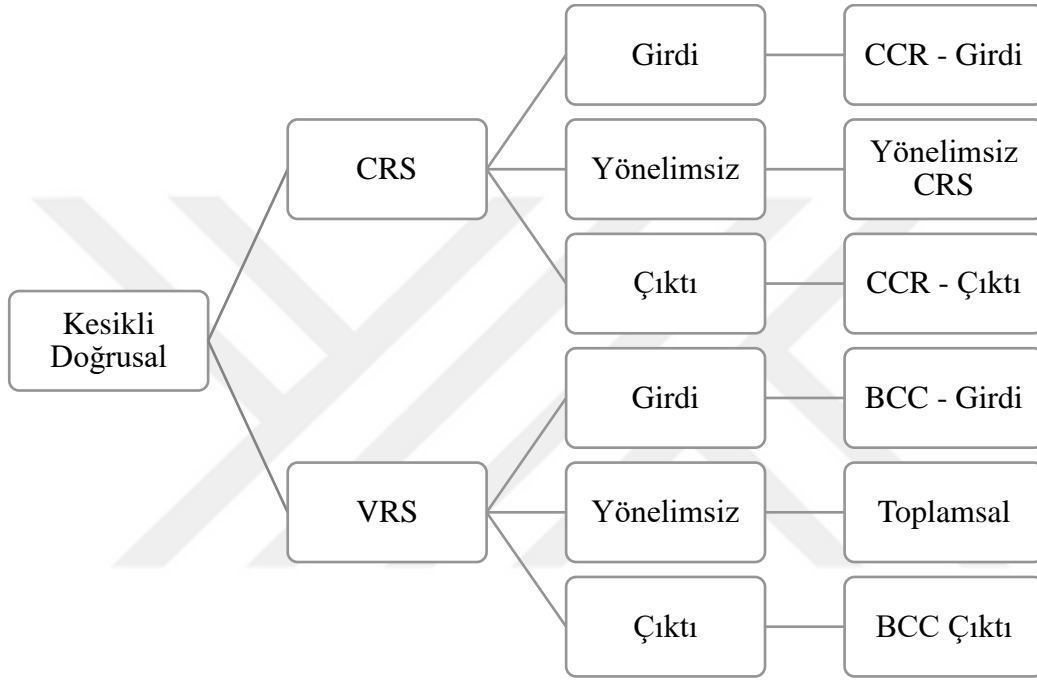 Girdi
CCR - Girdi
CRS
Yönelimsiz
Yönelimsiz
CRS
Çıktı
CCR - Çıktı
Kesikli
Doğrusal
Girdi
BCC - Girdi
VRS
Yönelimsiz
Toplamsal
Çıktı
BCC Çıktı